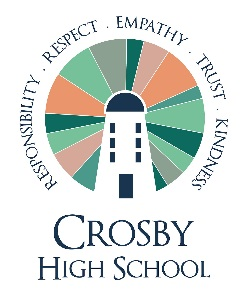 RESPONSIBILITY . RESPECT . EMPATHY . TRUST . KINDNESS
CROSBY
HIGH SCHOOL